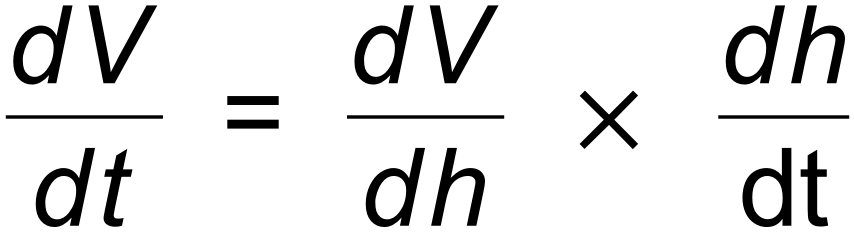 dV/dt = dV/dh × dh/dt